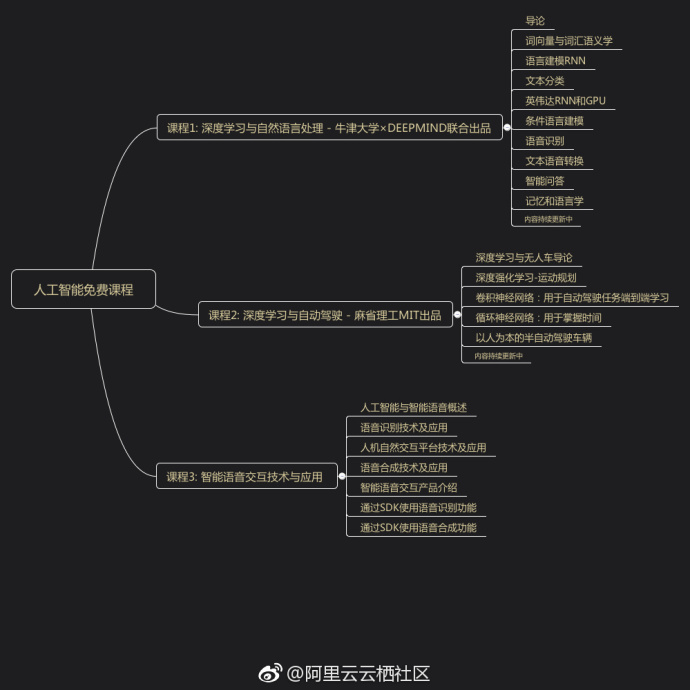 导论
词向量与词汇语义学
语言建模RNN
文本分类
英伟达RNN和GPU
课程1: 深度学习与自然语言处理 - 牛津大学×DEEPMIND联合出品
条件语言建模
语音识别
文本语音转换
智能问答
记忆和语言学
内容持续更新中
人工智能免费课程
深度学习与无人车导论
深度强化学习-运动规划
卷积神经网络：用于自动驾驶任务端到端学习
课程2: 深度学习与自动驾驶 - 麻省理工MIT出品
循环神经网络：用于掌握时间
以人为本的半自动驾驶车辆
内容持续更新中
人工智能与智能语音概述
语音识别技术及应用
人机自然交互平台技术及应用
语音合成技术及应用
课程3: 智能语音交互技术与应用
智能语音交互产品介绍
通过SDK使用语音识别功能
通过SDK使用语音合成功能
@阿里云云栖社区